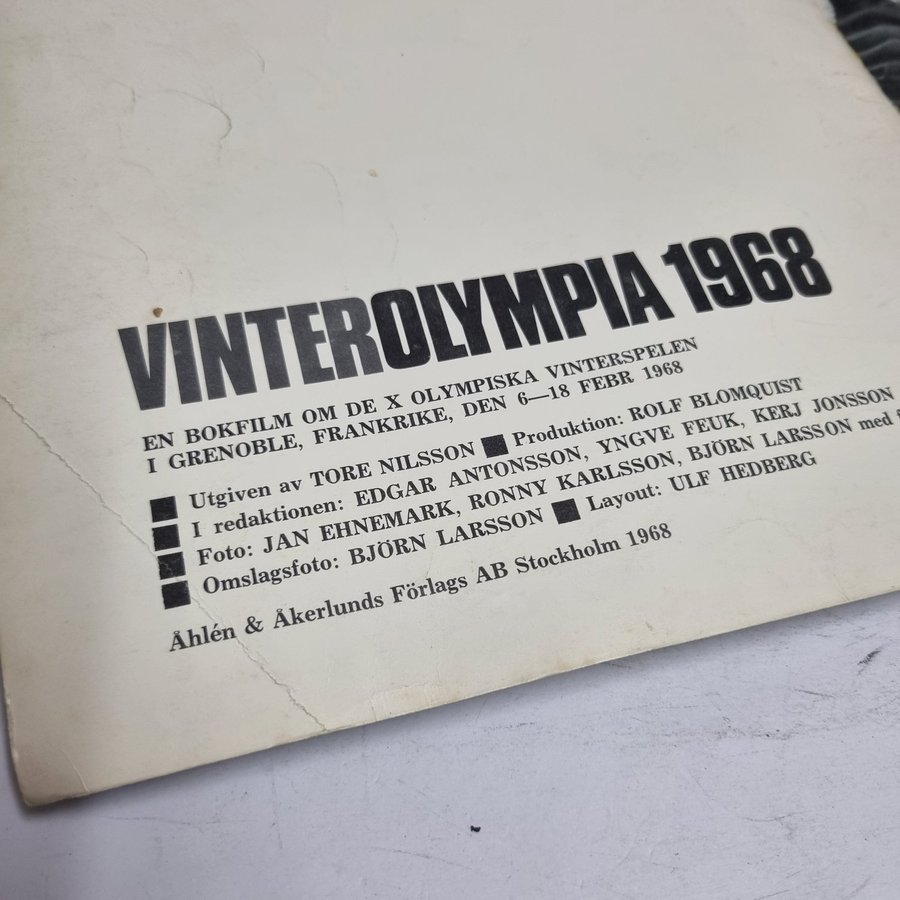 VINTEROLYMPIA 1968
EN BOKFILM OM DE X OLYMPISKA VINTERSPELEN
I GRENOBLE, FRANKRIKE, DEN 6—18 FEBR 1968
■ Utgiven av TORE NILSSON ■ Produktion: ROLF BLOMQUIST
■ I redaktionen: EDGAR ANTONSSON, YNGVE FEUK, KERJ JONSSON
■ Foto: JAN EHNEMARK, RONNY KARLSSON, BJÖRN LARSSON med
■ Omslagsfoto: BJÖRN LARSSON ■ Layout: ULF HEDBERG
Åhlén & Åkerlunds Förlags AB Stockholm 1968